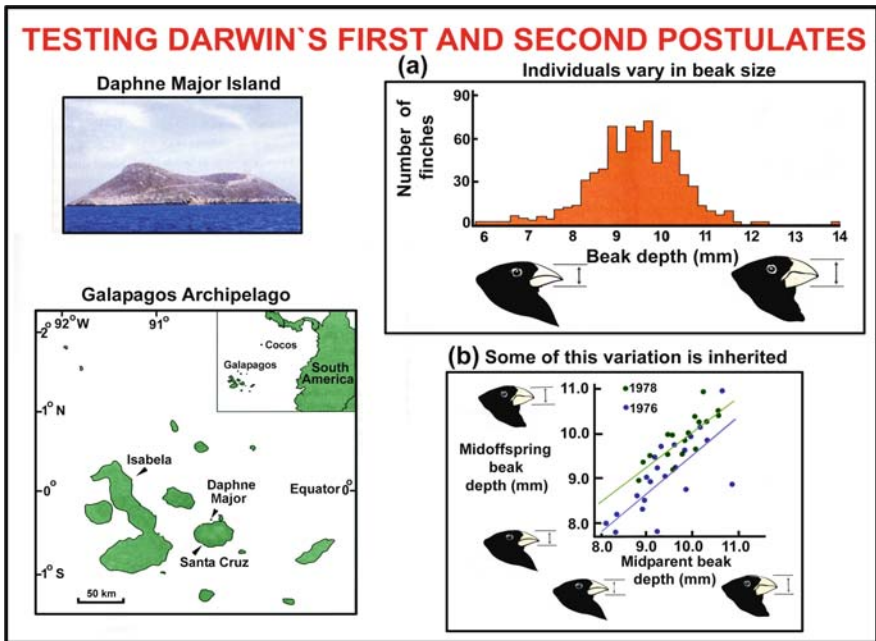 TESTING DARWIN`S FIRST AND SECOND POSTULATES
Daphne Major Island
(a)
Individuals vary in beak size
Number of
finches
90
60
30
0
6 7 8 9 10 11 12 13 14
Beak depth (mm)
Galapagos Archipelago
92°W 91°
2°
1° N
0°
1° S
Cocos
Galapagos
South
America
Isabela
Daphne
Major
Equator 0°
Santa Cruz
50 km
(b) Some of this variation is inherited
1978
1976
Midoffspring
beak
depth (mm)
11.0
10.0
9.0
8.0
8.0 9.0 10.0 11.0
Midparent beak
depth (mm)